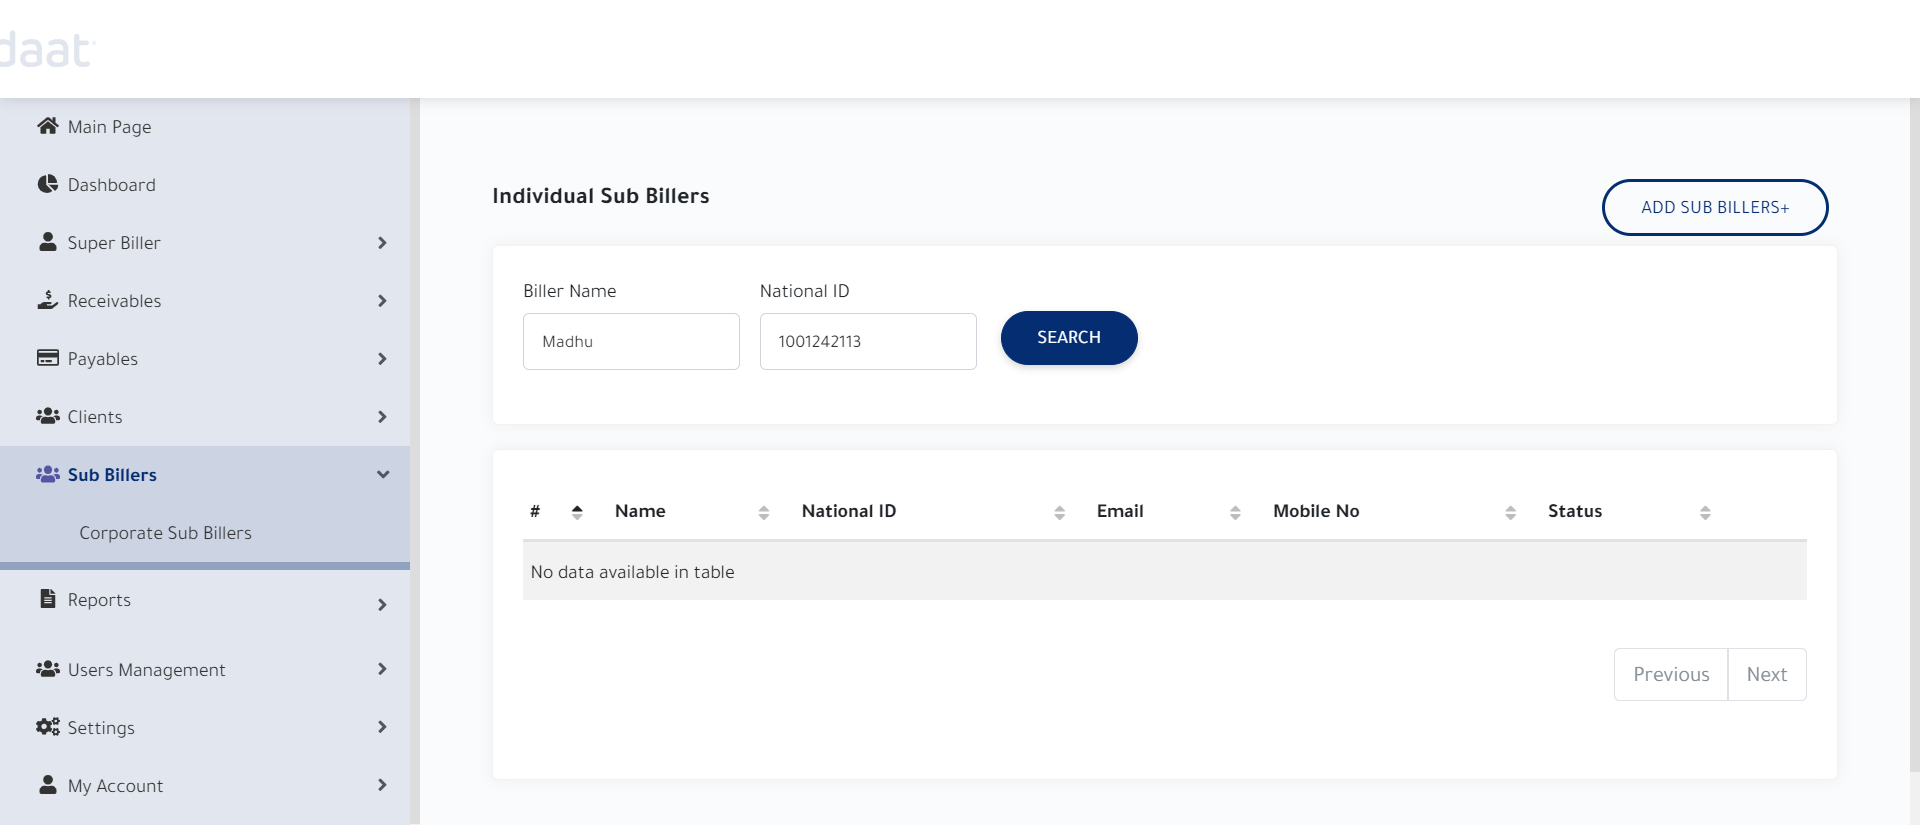 daat
Main Page
Dashboard
Super Biller
Receivables
Payables
Clients
Sub Billers
Corporate Sub Billers
Reports
Users Management
Settings
My Account
Individual Sub Billers
ADD SUB BILLERS+
Biller Name National ID
Madhu 1001242113 SEARCH
# Name National ID Email Mobile No Status
No data available in table
Previous Next